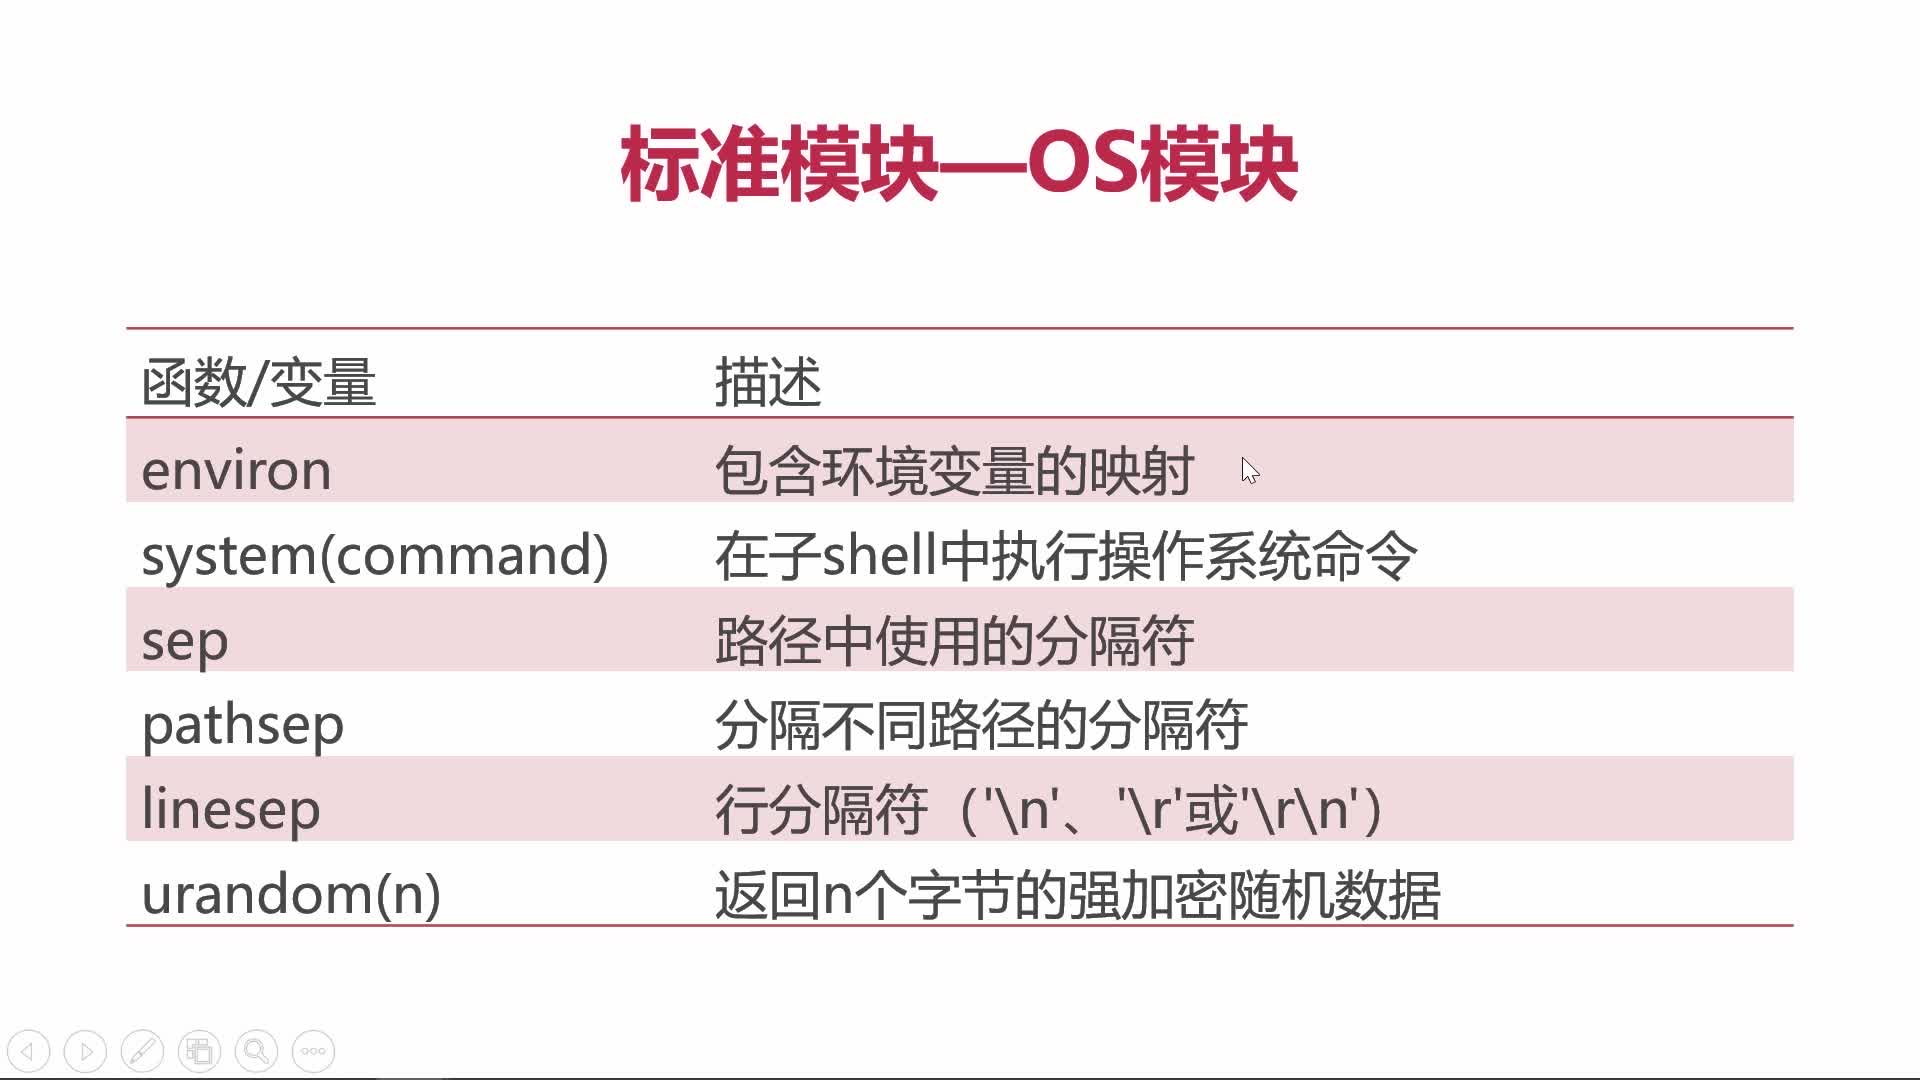 标准模块—OS模块
函数/变量 描述
environ 包含环境变量的映射
system(command) 在子shell中执行操作系统命令
sep 路径中使用的分隔符
pathsep 分隔不同路径的分隔符
linesep 行分隔符（'\n'、'\r'或'\r\n'）
urandom(n) 返回n个字节的强加密随机数据